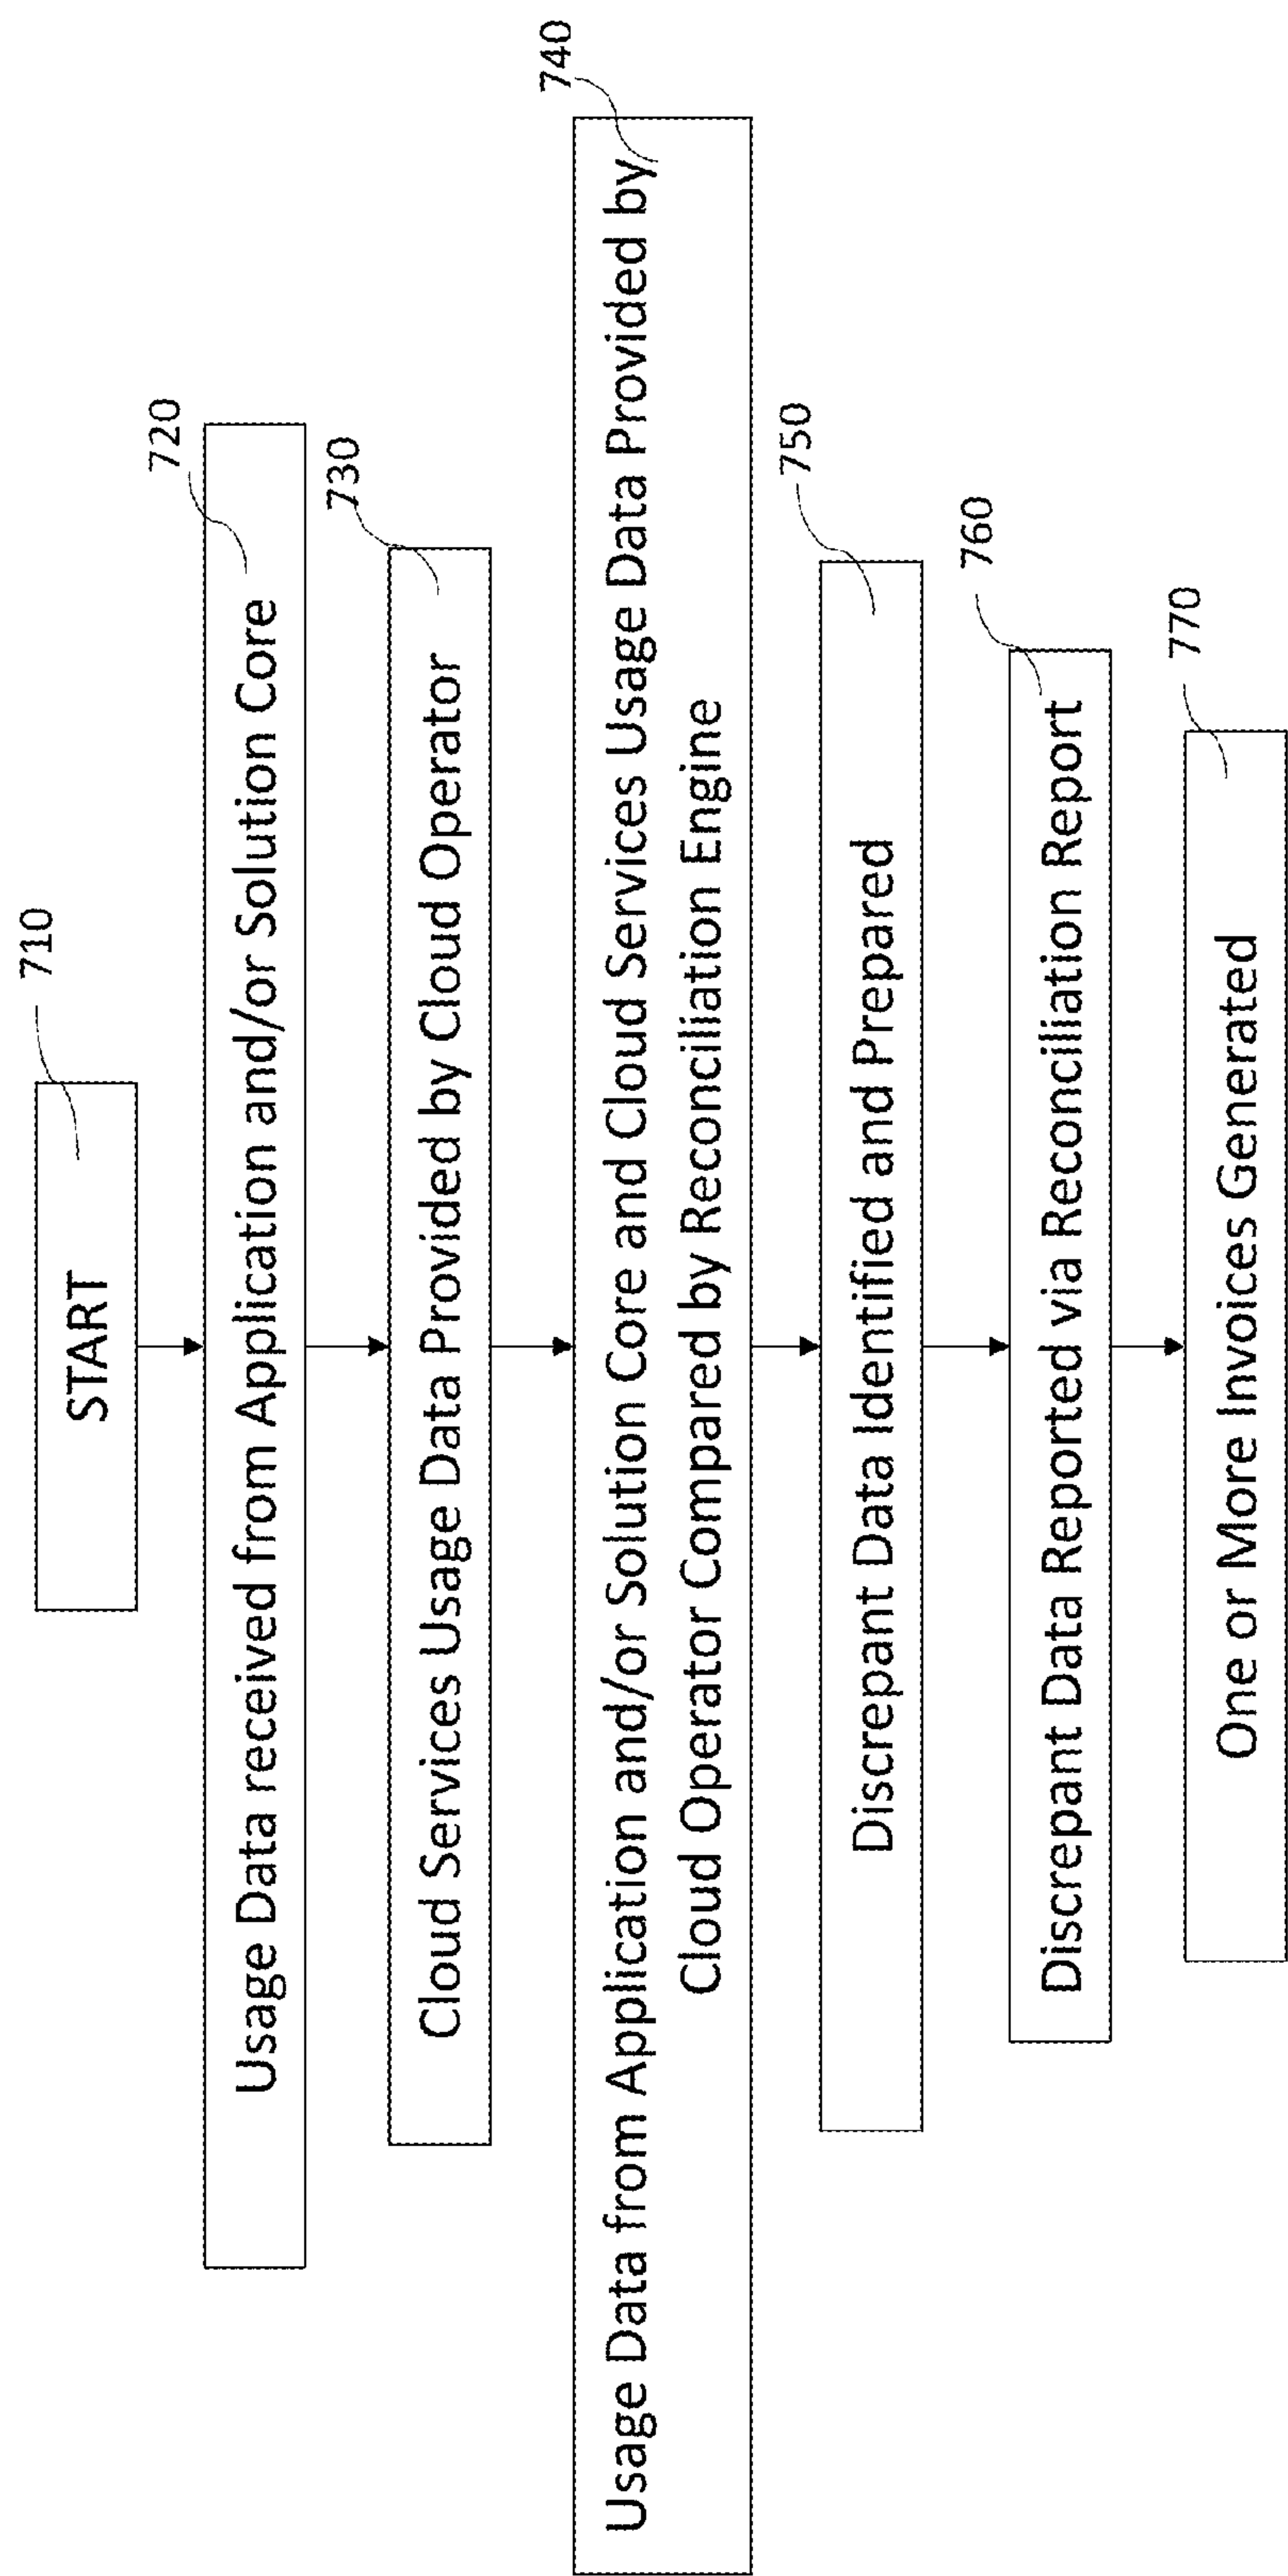 710
START
720
Usage Data received from Application and/or Solution Core
730
Cloud Services Usage Data Provided by Cloud Operator
740
Usage Data from Application and/or Solution Core and Cloud Services Usage Data Provided by
Cloud Operator Compared by Reconciliation Engine
750
Discrepant Data Identified and Prepared
760
Discrepant Data Reported via Reconciliation Report
770
One or More Invoices Generated